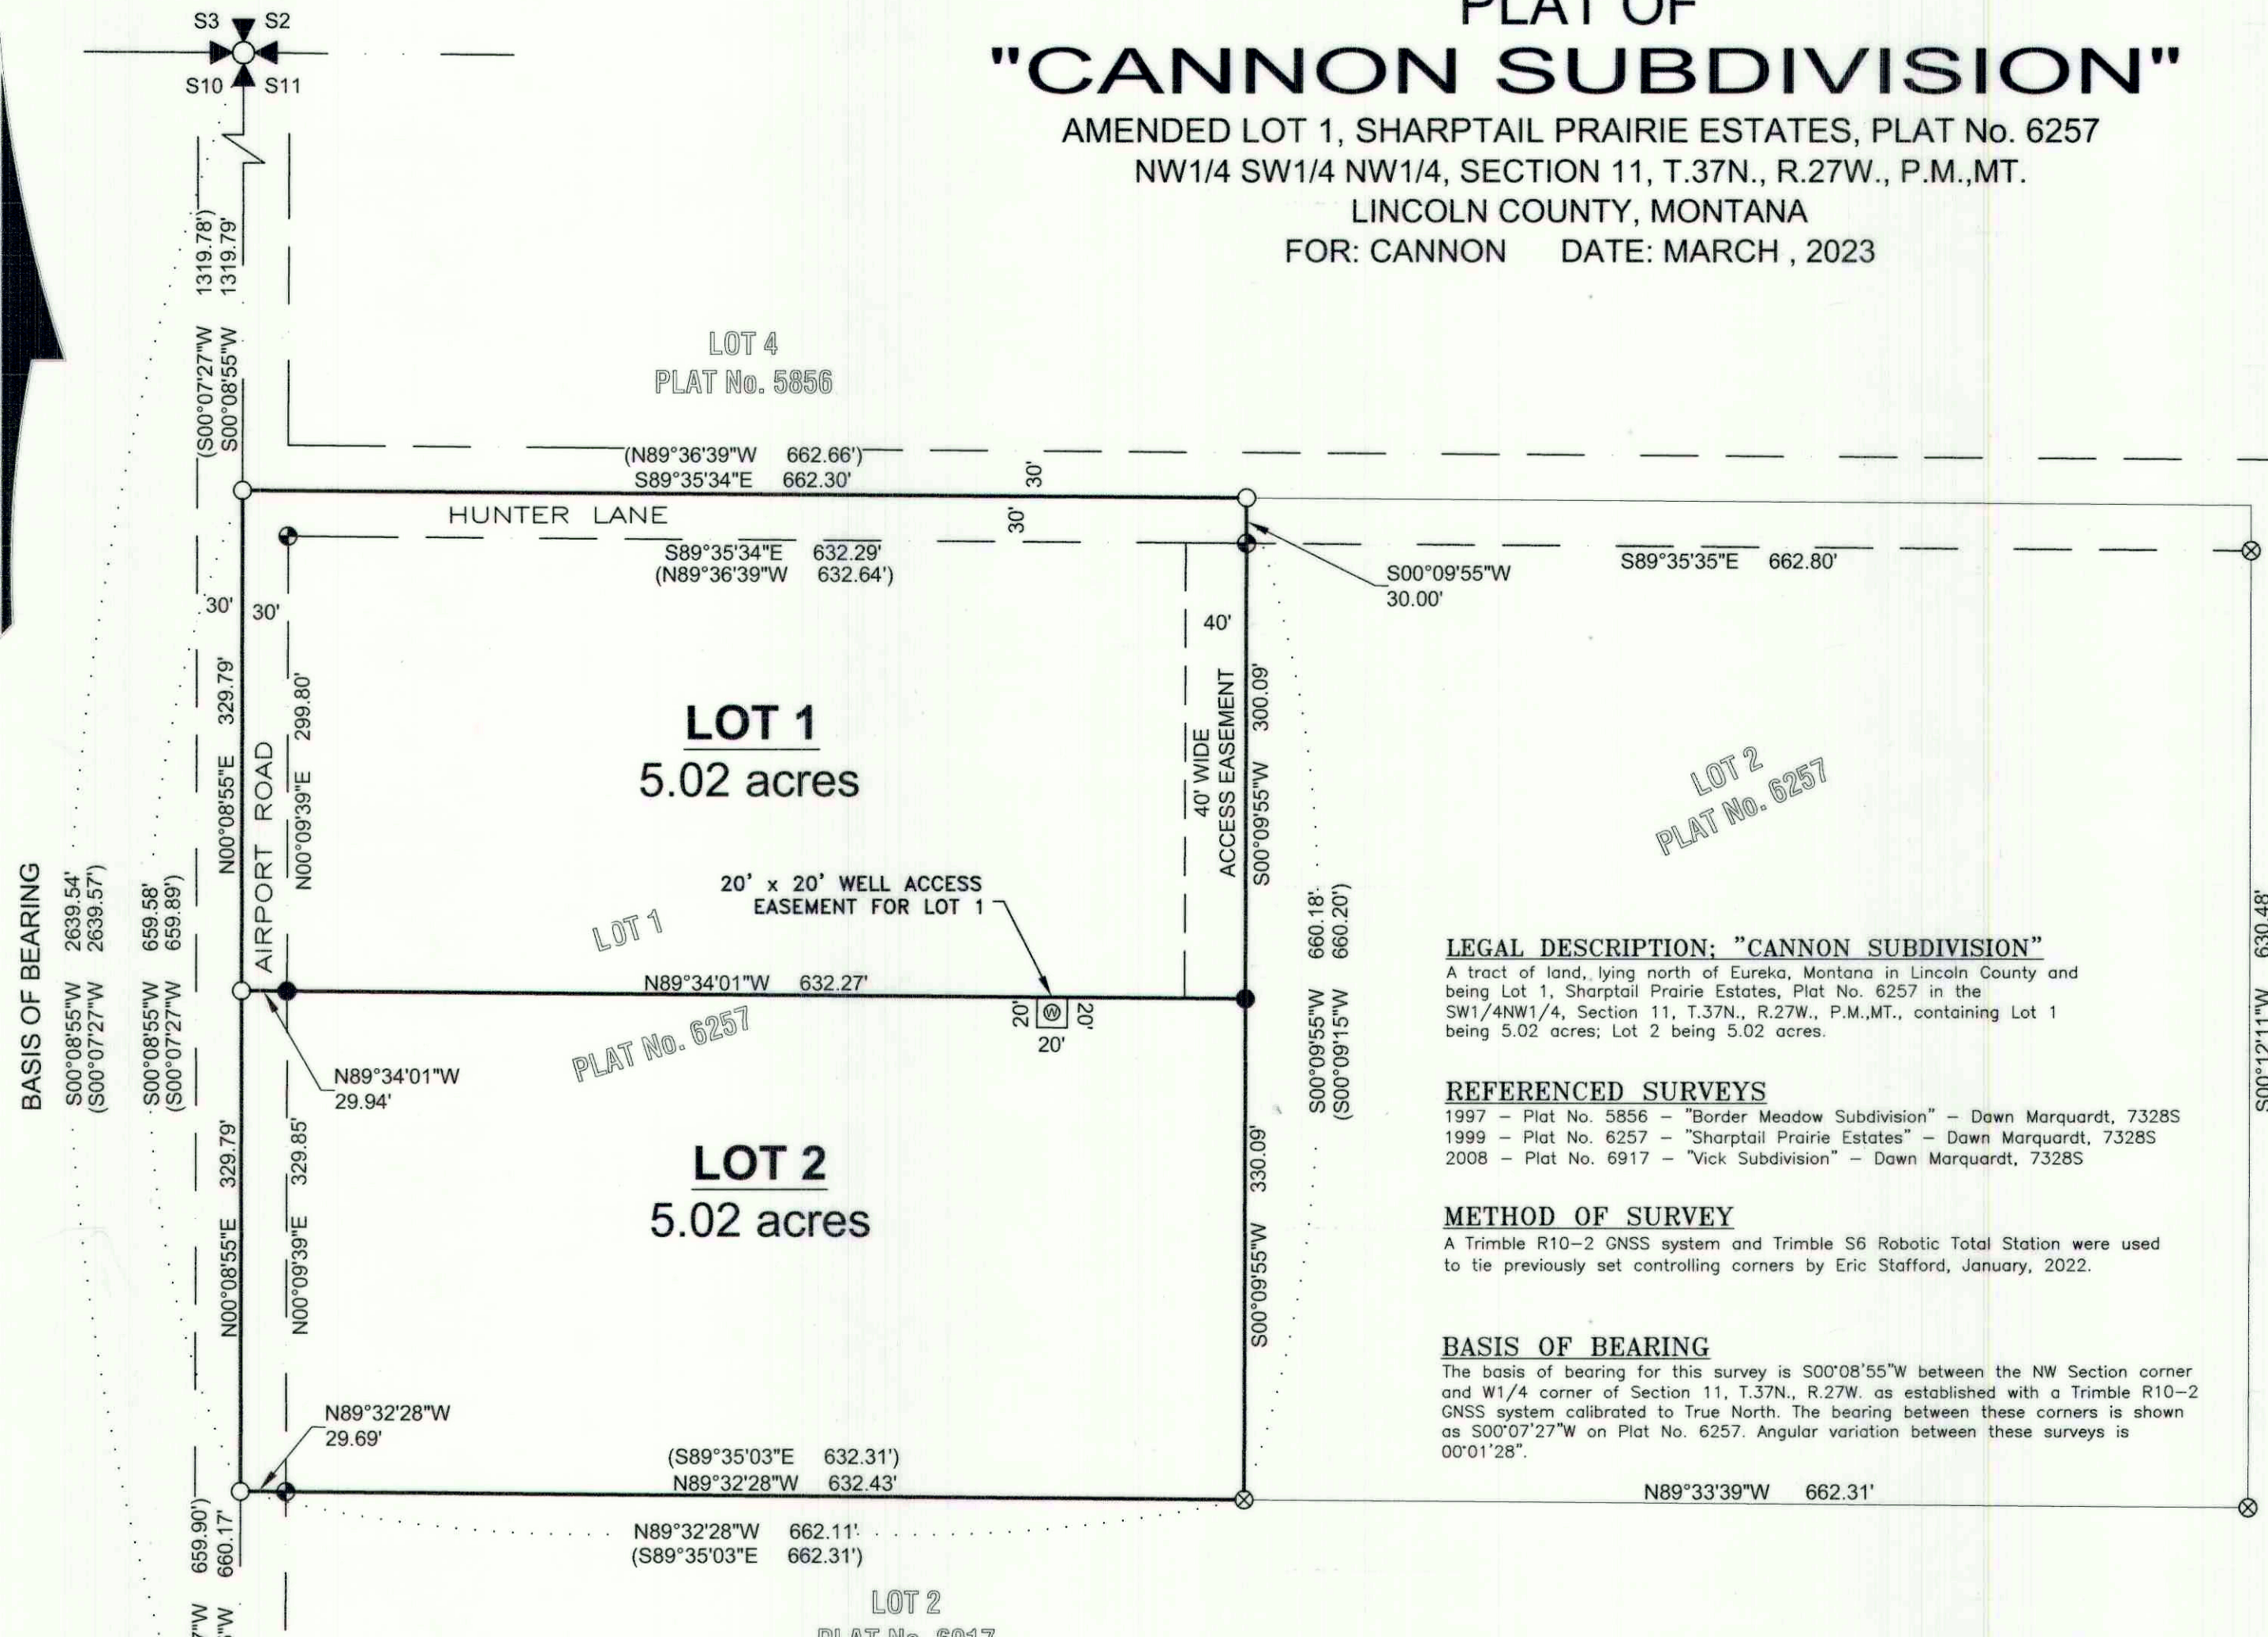 PLAT OF
"CANNON SUBDIVISION"
AMENDED LOT 1, SHARPTAIL PRAIRIE ESTATES, PLAT No. 6257
NW1/4 SW1/4 NW1/4, SECTION 11, T.37N., R.27W., P.M.,MT.
LINCOLN COUNTY, MONTANA
FOR: CANNON DATE: MARCH , 2023
S3 S2
S10 S11
(S00°07'27"W 1319.78')
S00°08'55"W 1319.79'
LOT 4
PLAT No. 5856
(N89°36'39"W 662.66')
S89°35'34"E 662.30'
30'
HUNTER LANE
30'
S89°35'34"E 632.29'
(N89°36'39"W 632.64')
S00°09'55"W
30.00'
S89°35'35"E 662.80'
30' 30'
40'
N00°08'55"E 329.79'
AIRPORT ROAD
N00°09'39"E 299.80'
LOT 1
5.02 acres
40' WIDE
ACCESS EASEMENT
S00°09'55"W 300.09'
LOT 2
PLAT No. 6257
BASIS OF BEARING
S00°08'55"W 2639.54'
(S00°07'27"W 2639.57')
S00°08'55"W 659.58'
(S00°07'27"W 659.89')
20' x 20' WELL ACCESS
EASEMENT FOR LOT 1
LOT 1
PLAT No. 6257
N89°34'01"W 632.27'
20' W 20'
20'
S00°09'55"W 660.18'
(S00°09'15"W 660.20')
S00°12'11"W 630.48'
N89°34'01"W
29.94'
N00°08'55"E 329.79'
N00°09'39"E 329.85'
LOT 2
5.02 acres
S00°09'55"W 330.09'
N89°32'28"W
29.69'
(S89°35'03"E 632.31')
N89°32'28"W 632.43'
N89°32'28"W 662.11'
(S89°35'03"E 662.31')
659.90')
660.17'
"W
"W
LOT 2
PLAT No. 6917
LEGAL DESCRIPTION; "CANNON SUBDIVISION"
A tract of land, lying north of Eureka, Montana in Lincoln County and
being Lot 1, Sharptail Prairie Estates, Plat No. 6257 in the
SW1/4NW1/4, Section 11, T.37N., R.27W., P.M.,MT., containing Lot 1
being 5.02 acres; Lot 2 being 5.02 acres.
REFERENCED SURVEYS
1997 – Plat No. 5856 – "Border Meadow Subdivision" – Dawn Marquardt, 7328S
1999 – Plat No. 6257 – "Sharptail Prairie Estates" – Dawn Marquardt, 7328S
2008 – Plat No. 6917 – "Vick Subdivision" – Dawn Marquardt, 7328S
METHOD OF SURVEY
A Trimble R10–2 GNSS system and Trimble S6 Robotic Total Station were used
to tie previously set controlling corners by Eric Stafford, January, 2022.
BASIS OF BEARING
The basis of bearing for this survey is S00°08'55"W between the NW Section corner
and W1/4 corner of Section 11, T.37N., R.27W. as established with a Trimble R10–2
GNSS system calibrated to True North. The bearing between these corners is shown
as S00°07'27"W on Plat No. 6257. Angular variation between these surveys is
00°01'28".
N89°33'39"W 662.31'